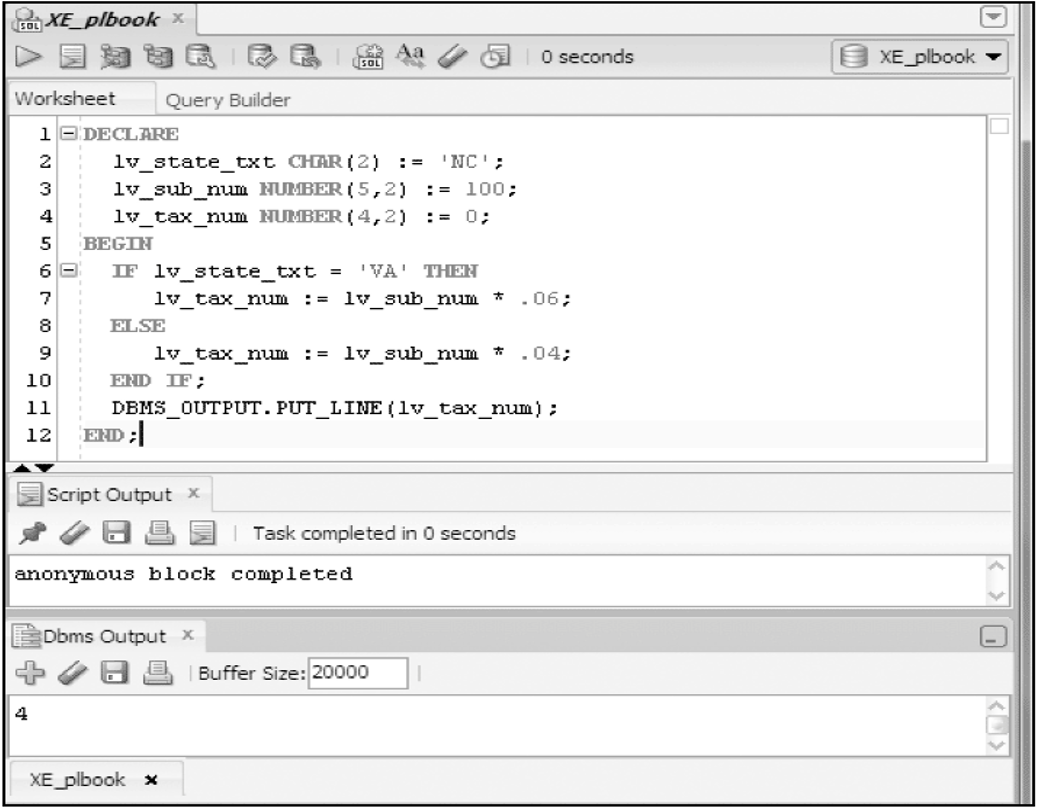 SQL XE_plbook ×
SQL Aa 0 seconds XE_plbook
Worksheet Query Builder
1 DECLARE
2 lv_state_txt CHAR(2) := 'NC';
3 lv_sub_num NUMBER(5,2) := 100;
4 lv_tax_num NUMBER(4,2) := 0;
5 BEGIN
6 IF lv_state_txt = 'VA' THEN
7 lv_tax_num := lv_sub_num * .06;
8 ELSE
9 lv_tax_num := lv_sub_num * .04;
10 END IF;
11 DBMS_OUTPUT.PUT_LINE(lv_tax_num);
12 END;
Script Output ×
Task completed in 0 seconds
anonymous block completed
Dbms Output ×
Buffer Size: 20000
4
XE_plbook ×